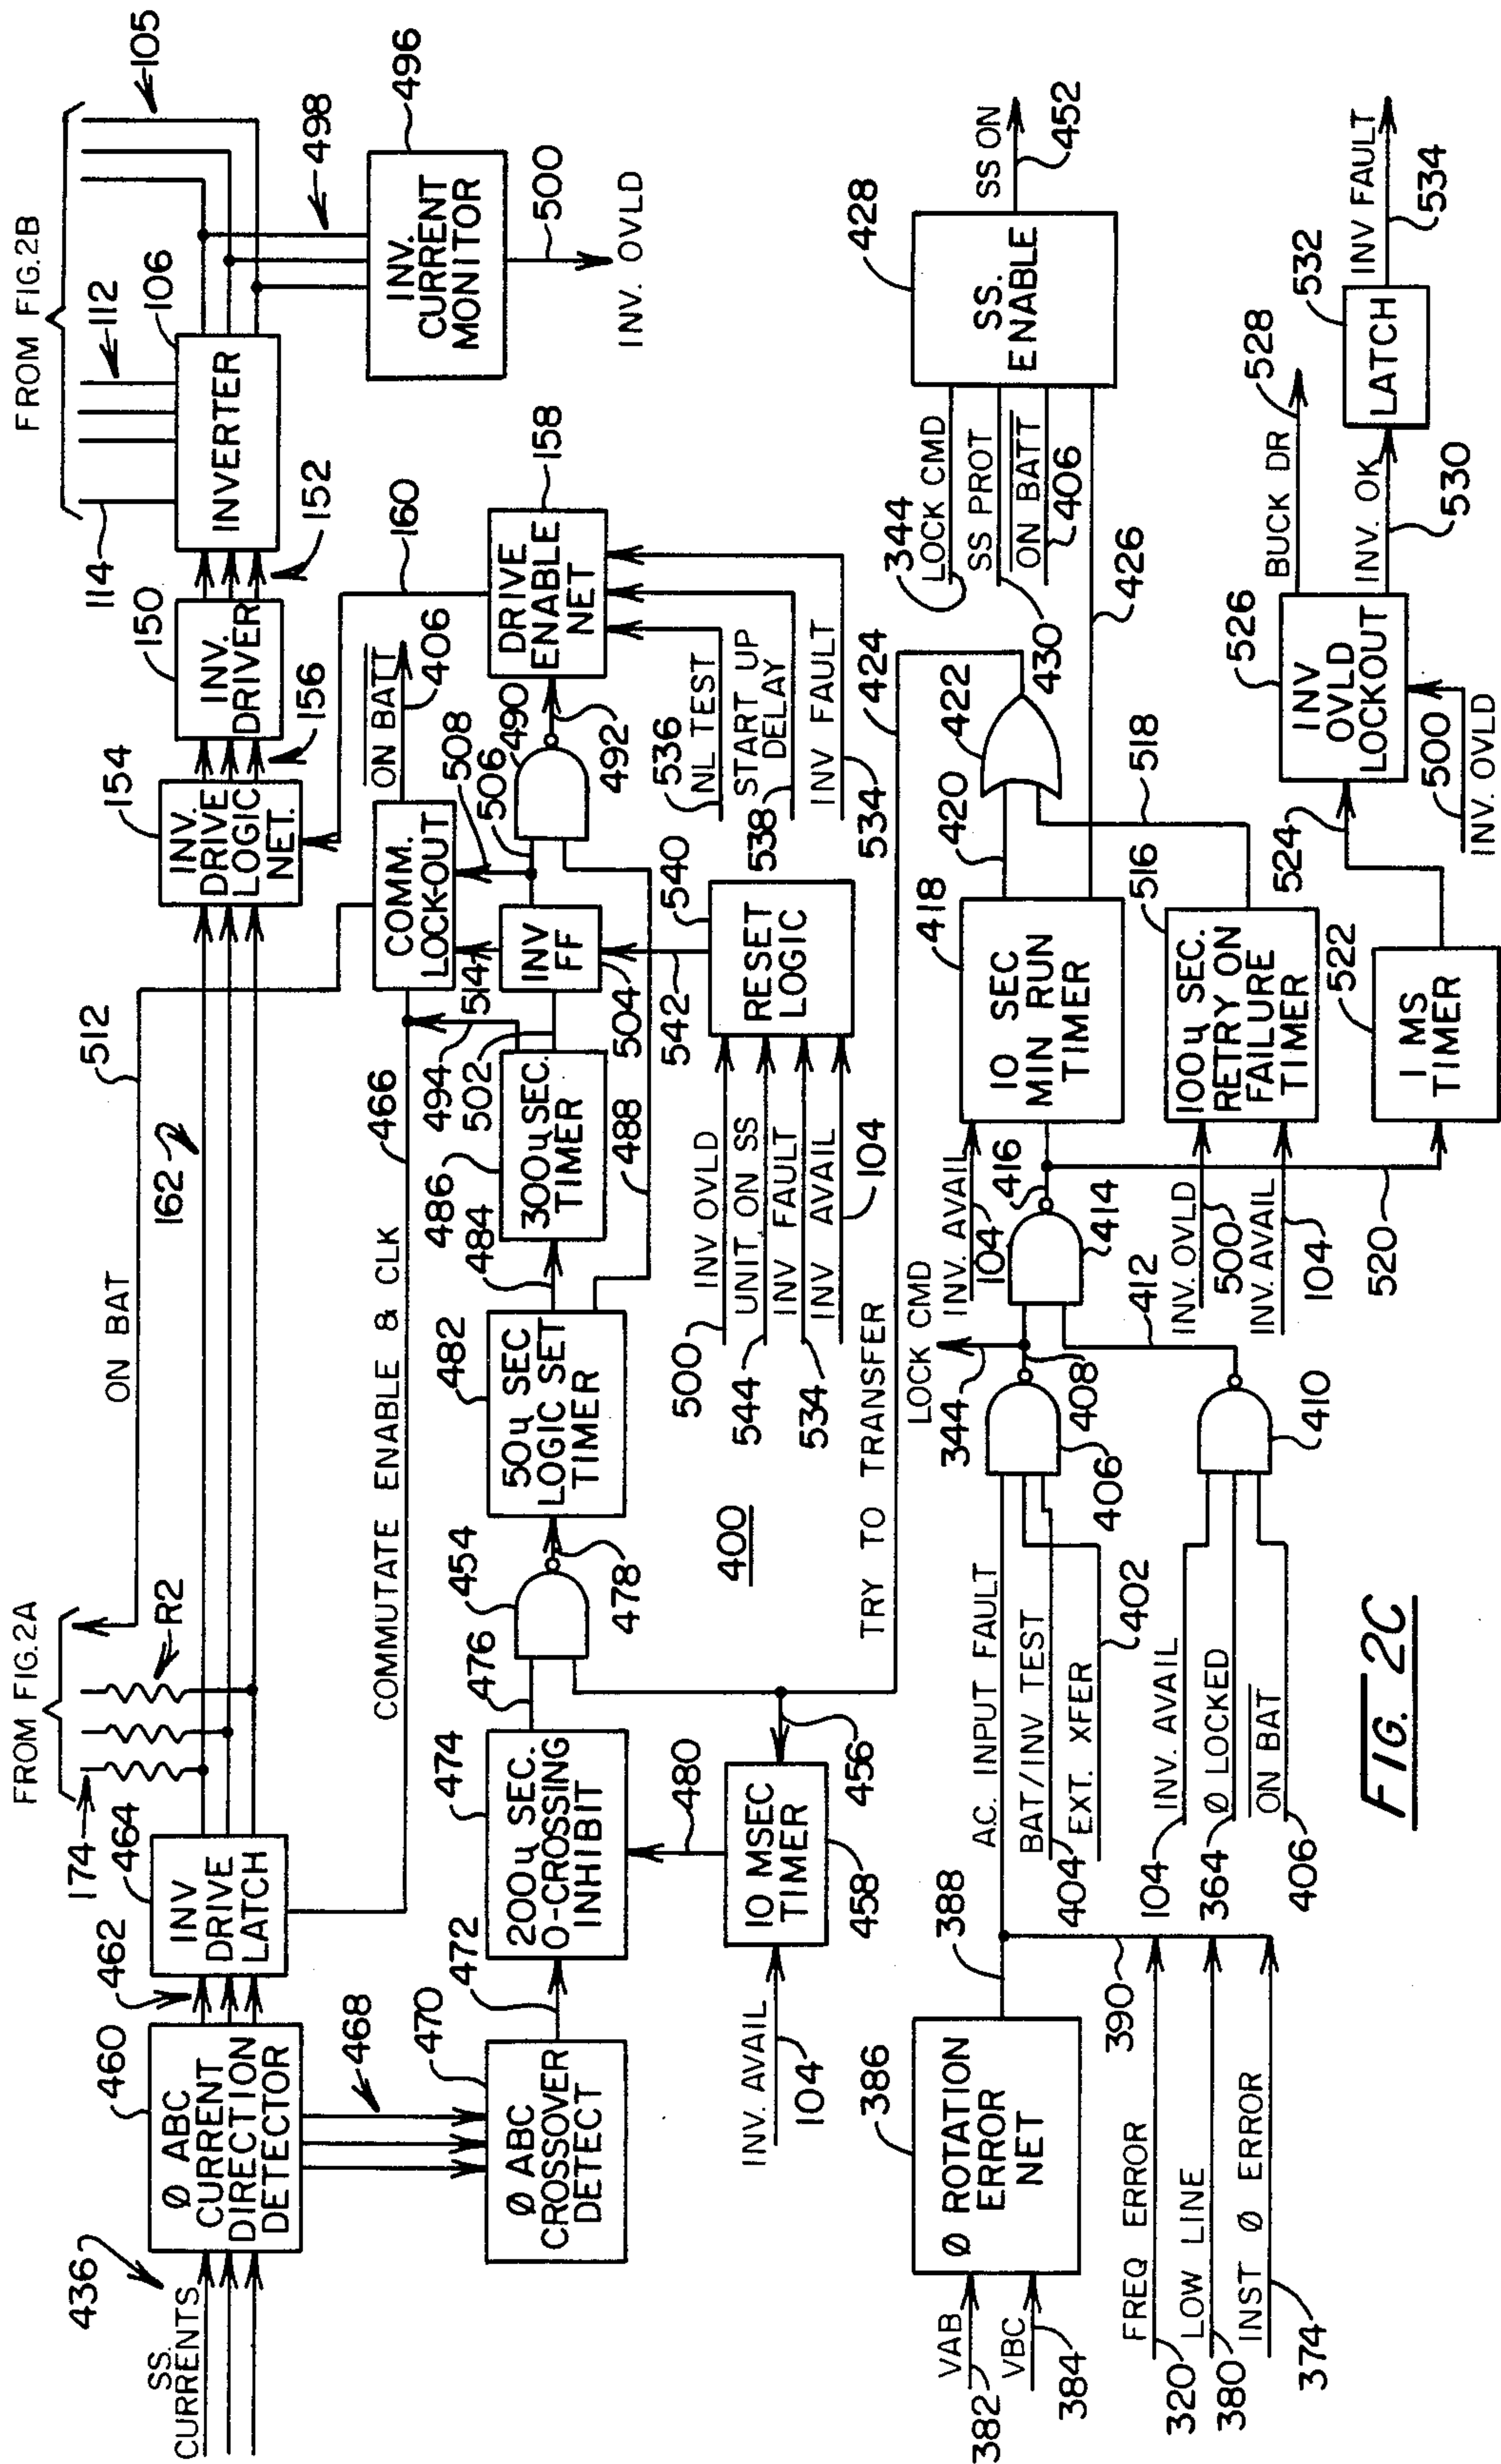 FROM FIG. 2A
FROM FIG. 2B
436
SS.
CURRENTS
460
Ø ABC
CURRENT
DIRECTION
DETECTOR
462
464
INV
DRIVE
LATCH
174
R2
ON BAT
512
162
154
INV.
DRIVE
LOGIC
NET.
156
150
INV.
DRIVER
152
114
INVERTER
106
112
105
498
496
INV.
CURRENT
MONITOR
500
INV. OVLD
COMMUTATE ENABLE & CLK
466
468
470
Ø ABC
CROSSOVER
DETECT
472
474
200u SEC.
O-CROSSING
INHIBIT
476
454
478
482
50u SEC
LOGIC SET
TIMER
484
486
300u SEC.
TIMER
488
494
502
514
COMM.
LOCK-OUT
INV
FF
504
506
508
ON BATT
406
490
492
160
158
DRIVE
ENABLE
NET
536
NL TEST
538
START UP
DELAY
INV FAULT
534
540
RESET
LOGIC
542
500
INV OVLD
544
UNIT ON SS
534
INV FAULT
INV AVAIL
104
480
10 MSEC
TIMER
458
456
INV. AVAIL
104
400
TRY TO TRANSFER
424
386
Ø ROTATION
ERROR
NET
VAB
382
VBC
384
388
390
FREQ ERROR
320
LOW LINE
380
INST Ø ERROR
374
A.C. INPUT FAULT
BAT/INV TEST
404
EXT. XFER
402
406
408
LOCK CMD
344
104
INV. AVAIL
364
Ø LOCKED
ON BAT
406
410
412
414
416
INV. AVAIL
104
418
10 SEC
MIN RUN
TIMER
420
422
426
INV. OVLD
500
INV. AVAIL
104
516
100u SEC.
RETRY ON
FAILURE
TIMER
518
520
522
1 MS
TIMER
524
344
LOCK CMD
SS PROT
430
ON BATT
406
428
SS.
ENABLE
SS ON
452
526
INV
OVLD
LOCKOUT
500
INV. OVLD
BUCK DR
528
INV. OK
530
532
LATCH
INV FAULT
534
FIG. 2C